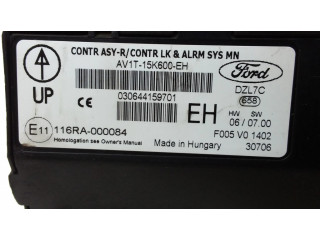 CONTR ASY-R/CONTR LK & ALRM SYS MN
AV1T-15K600-EH
Ford
UP
CE
030644159701
EH
DZL7C
658
HW SW
06 / 07.00
E11 116RA-000084
F005 V0 1402
Homologation see Owner's Manual
Made in Hungary
30706